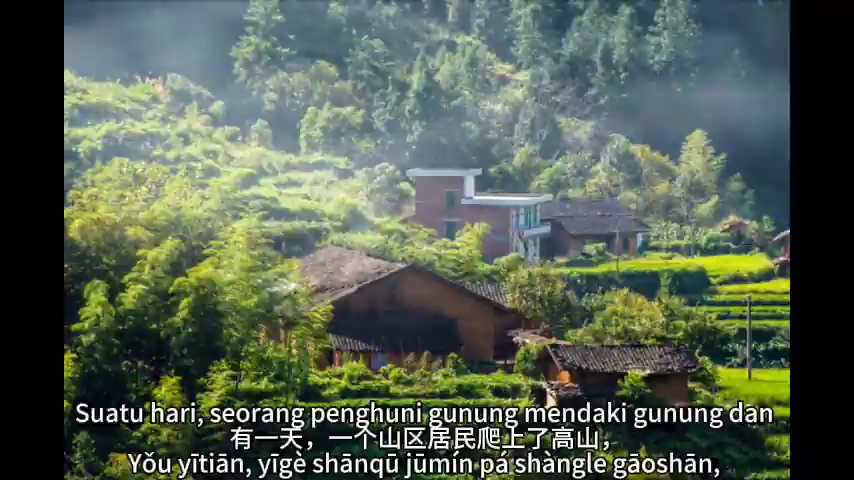 Suatu hari, seorang penghuni gunung mendaki gunung dan
有一天，一个山区居民爬上了高山，
Yǒu yītiān, yīgè shānqū jūmín pá shàngle gāoshān,